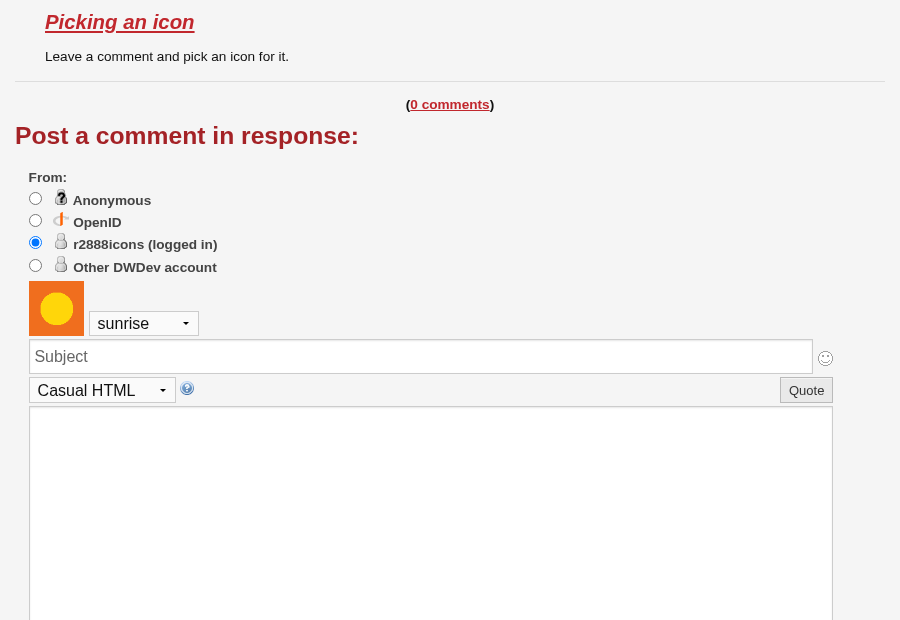 Picking an icon
Leave a comment and pick an icon for it.
(0 comments)
Post a comment in response:
From:
Anonymous
OpenID
r2888icons (logged in)
Other DWDev account
sunrise
Subject
Casual HTML
Quote